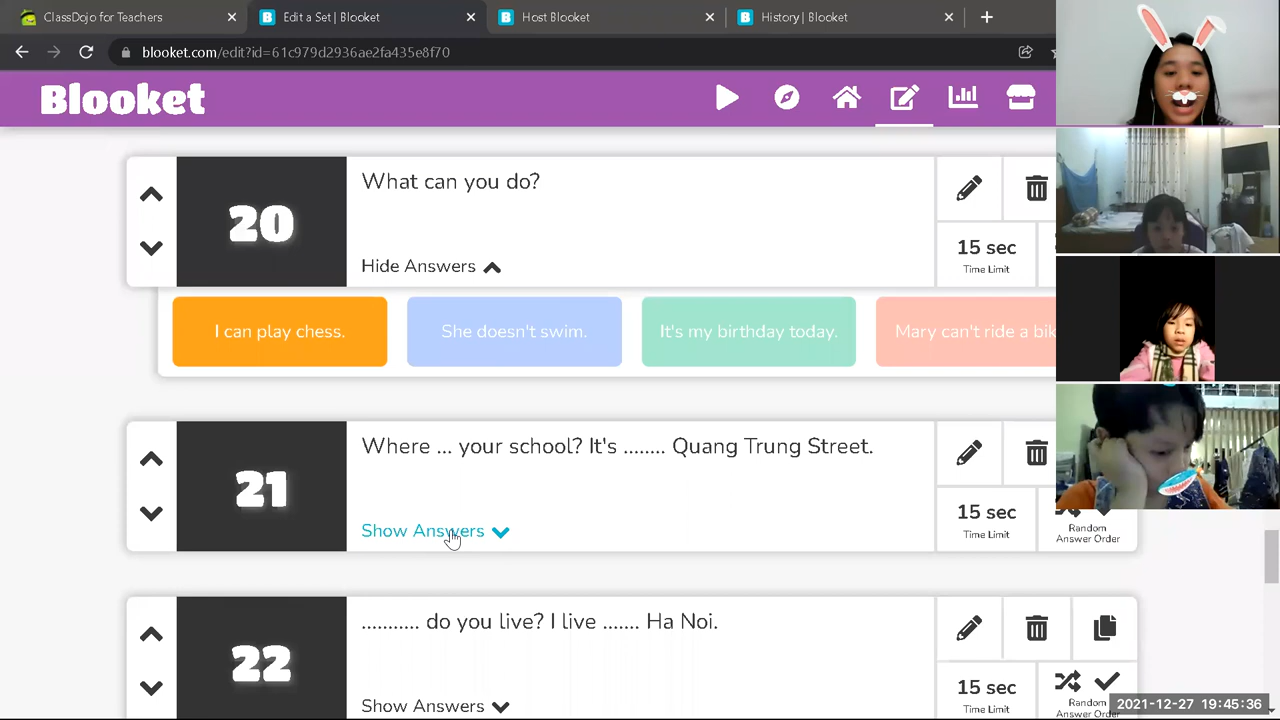 ClassDojo for Teachers
Edit a Set | Blooket
Host Blooket
History | Blooket
blooket.com/edit?id=61c979d2936ae2fa435e8f70
Blooket
20
What can you do?
Hide Answers
15 sec
Time Limit
I can play chess.
She doesn't swim.
It's my birthday today.
Mary can't ride a bik
21
Where ... your school? It's ........ Quang Trung Street.
Show Answers
15 sec
Time Limit
Random
Answer Order
22
........... do you live? I live ....... Ha Noi.
Show Answers
15 sec
Time Limit
Random
Answer Order
2021-12-27 19:45:36